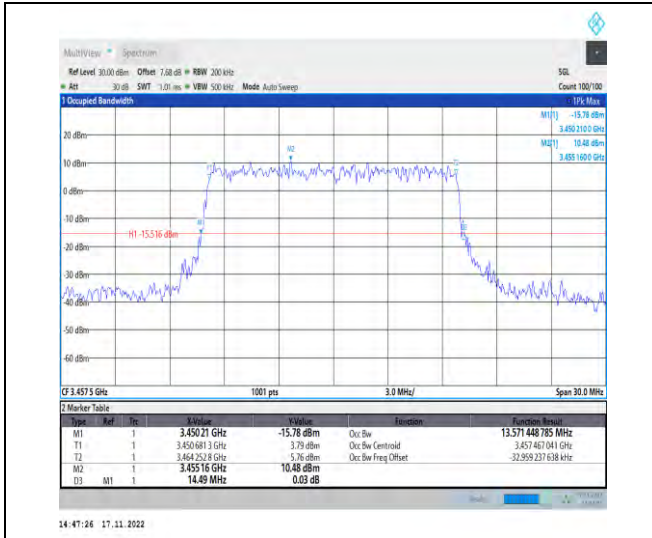 MultiView Spectrum
Ref Level 30.00 dBm Offset 7.68 dB RBW 200 kHz SGL
Att 30 dB SWT 1.01 ms VBW 500 kHz Mode Auto Sweep Count 100/100
1 Occupied Bandwidth 1Pk Max
M1[1] -15.78 dBm
3.450 210 0 GHz
M2[1] 10.48 dBm
3.455 160 0 GHz
20 dBm
M2
10 dBm
0 dBm
-10 dBm
M1
H1 -15.516 dBm
-20 dBm
-30 dBm
-40 dBm
-50 dBm
-60 dBm
CF 3.457 5 GHz 1001 pts 3.0 MHz/ Span 30.0 MHz
2 Marker Table
Type Ref Trc X-Value Y-Value Function Function Result
M1 1 3.450 21 GHz -15.78 dBm Occ Bw 13.571 448 785 MHz
T1 1 3.450 681 3 GHz 3.79 dBm Occ Bw Centroid 3.457 467 041 GHz
T2 1 3.464 252 8 GHz 5.76 dBm Occ Bw Freq Offset -32.959 237 638 kHz
M2 1 3.455 16 GHz 10.48 dBm
D3 M1 1 14.49 MHz 0.03 dB
14:47:26 17.11.2022